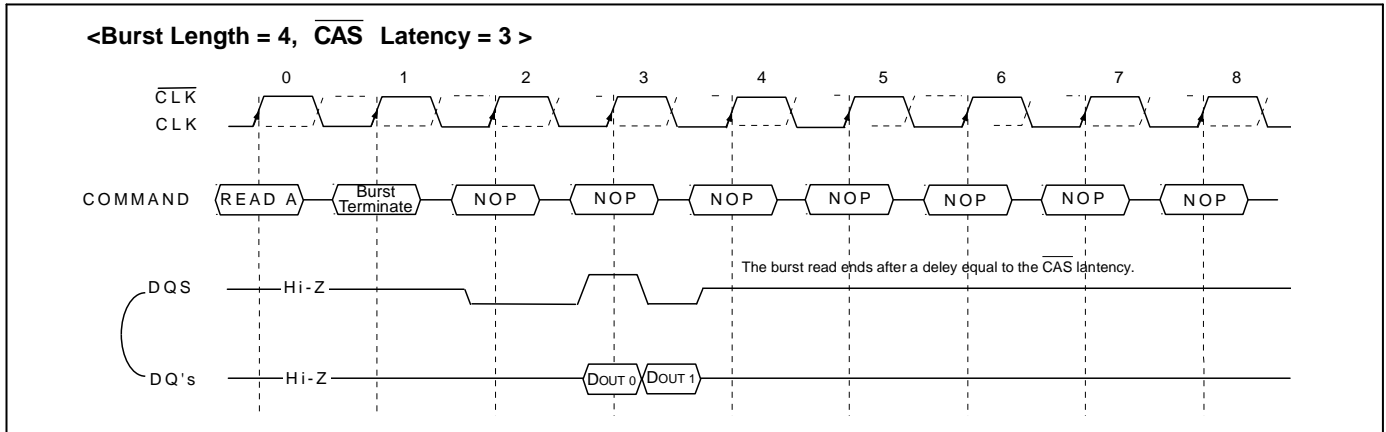 <Burst Length = 4, CAS Latency = 3 >
0 1 2 3 4 5 6 7 8
CLK
CLK
COMMAND READ A Burst Terminate NOP NOP NOP NOP NOP NOP NOP
The burst read ends after a deley equal to the CAS lantency.
DQS Hi-Z
DQ's Hi-Z DOUT 0 DOUT 1